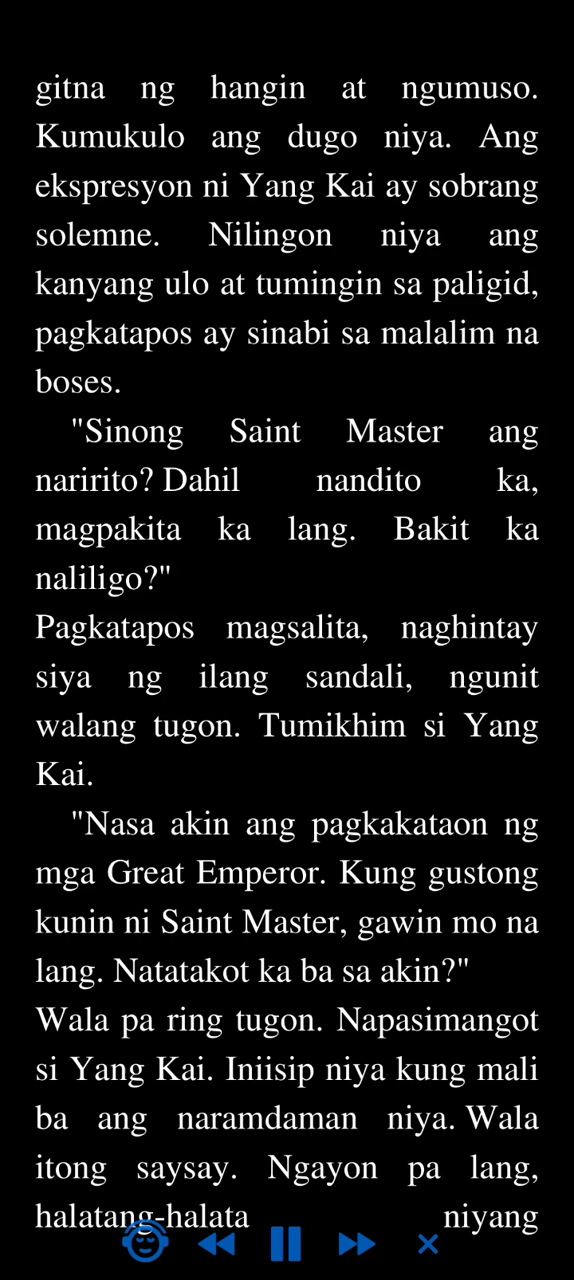 gitna ng hangin at ngumuso.
Kumukulo ang dugo niya. Ang
ekspresyon ni Yang Kai ay sobrang
solemne. Nilingon niya ang
kanyang ulo at tumingin sa paligid,
pagkatapos ay sinabi sa malalim na
boses.
"Sinong Saint Master ang
naririto? Dahil nandito ka,
magpakita ka lang. Bakit ka
naliligo?"
Pagkatapos magsalita, naghintay
siya ng ilang sandali, ngunit
walang tugon. Tumikhim si Yang
Kai.
"Nasa akin ang pagkakataon ng
mga Great Emperor. Kung gustong
kunin ni Saint Master, gawin mo na
lang. Natatakot ka ba sa akin?"
Wala pa ring tugon. Napasimangot
si Yang Kai. Iniisip niya kung mali
ba ang naramdaman niya. Wala
itong saysay. Ngayon pa lang,
halatang-halata niyang